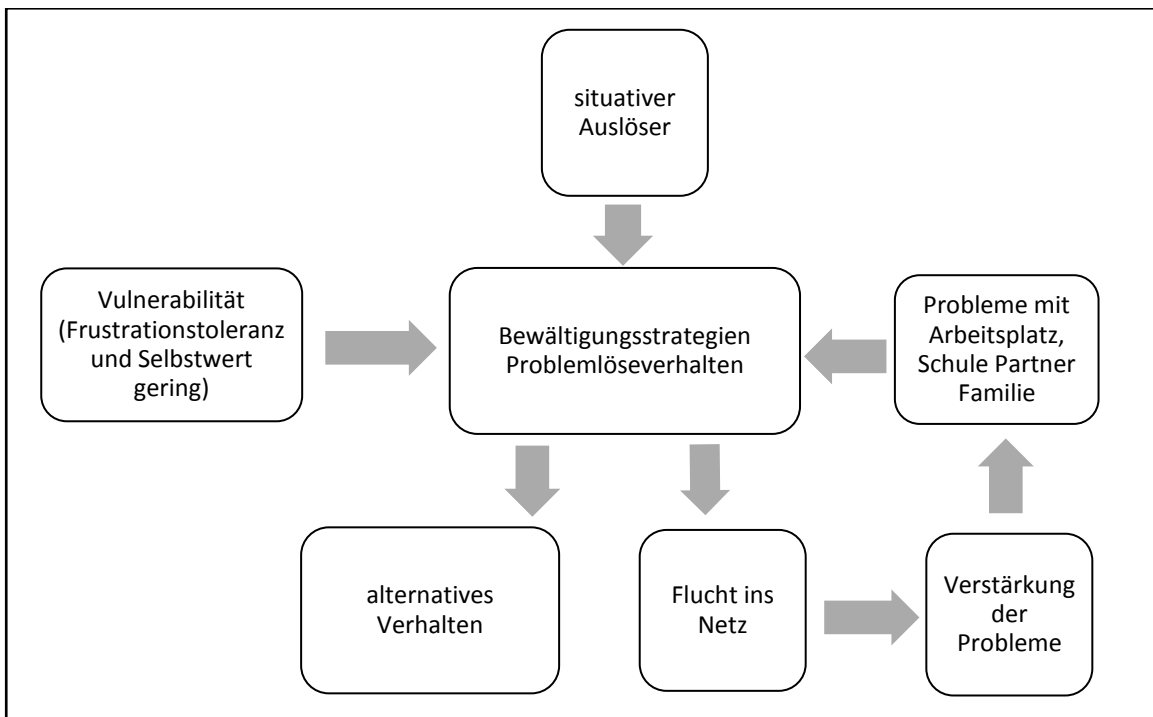 situativer
Auslöser
Vulnerabilität
(Frustrationstoleranz
und Selbstwert
gering)
Bewältigungsstrategien
Problemlöseverhalten
Probleme mit
Arbeitsplatz,
Schule Partner
Familie
alternatives
Verhalten
Flucht ins
Netz
Verstärkung
der
Probleme